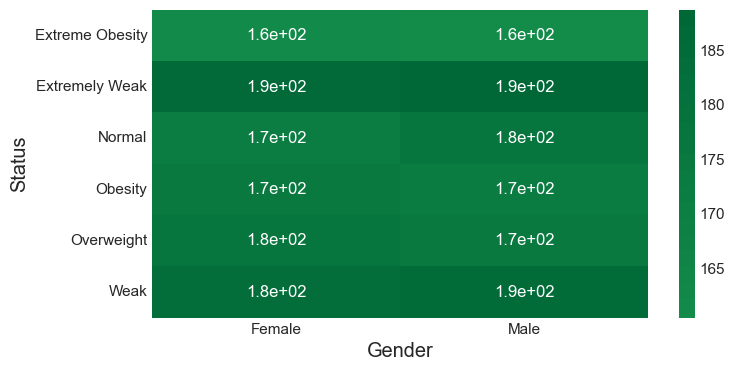 Extreme Obesity 1.6e+02 1.6e+02
Extremely Weak 1.9e+02 1.9e+02
Normal 1.7e+02 1.8e+02
Obesity 1.7e+02 1.7e+02
Overweight 1.8e+02 1.7e+02
Weak 1.8e+02 1.9e+02
Female Male
Gender
Status
185
180
175
170
165